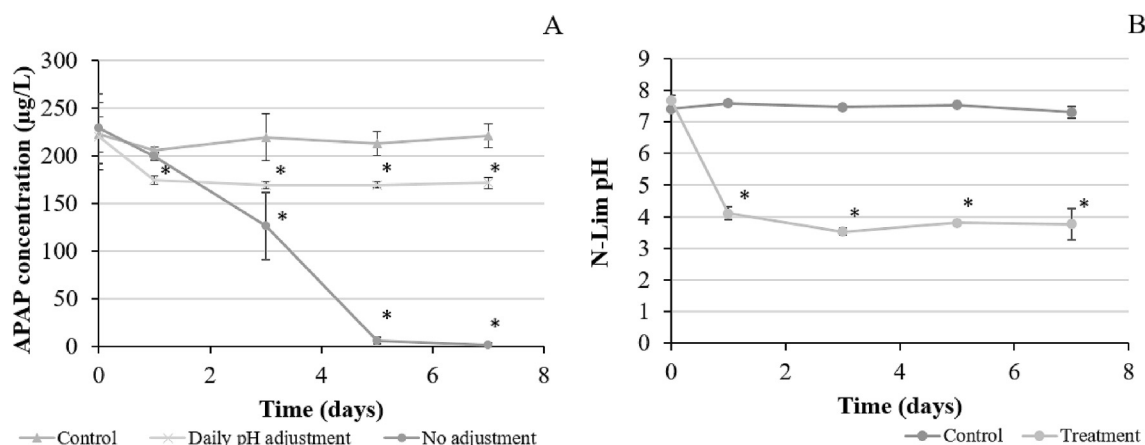 A
APAP concentration (µg/L)
300
250
200
150
100
50
0
* * * *
*
* *
0 2 4 6 8
Time (days)
Control Daily pH adjustment No adjustment
B
N-Lim pH
9
8
7
6
5
4
3
2
1
0
* * * *
0 2 4 6 8
Time (days)
Control Treatment